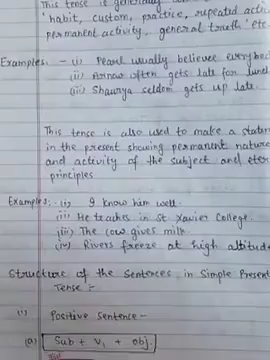 This tense is generally
'habit, custom, practice, repeated acti
permanent activity, general truth' etc
Examples: - (i) Pearl usually believes everybod
(ii) Arnav often gets late for lunc
(iii) Shaurya seldom gets up late.
This tense is also used to make a statem
in the present showing permanent nature
and activity of the subject and eter
principles
Examples:- (i) I know him well.
(ii) He teaches in St. Xavier College.
(iii) The cow gives milk.
(iv) Rivers freeze at high altitud
Structure of the Sentences in Simple Present
Tense :-
(i) Positive Sentence -
(a) Sub + V₁ + obj.